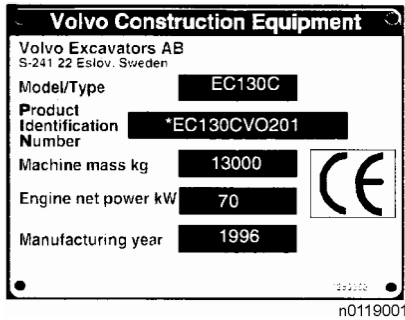 Volvo Construction Equipment
Volvo Excavators AB
S-241 22 Eslöv. Sweden
Model/Type EC130C
Product
Identification *EC130CVO201
Number
Machine mass kg 13000
Engine net power kW 70
CE
Manufacturing year 1996
n0119001